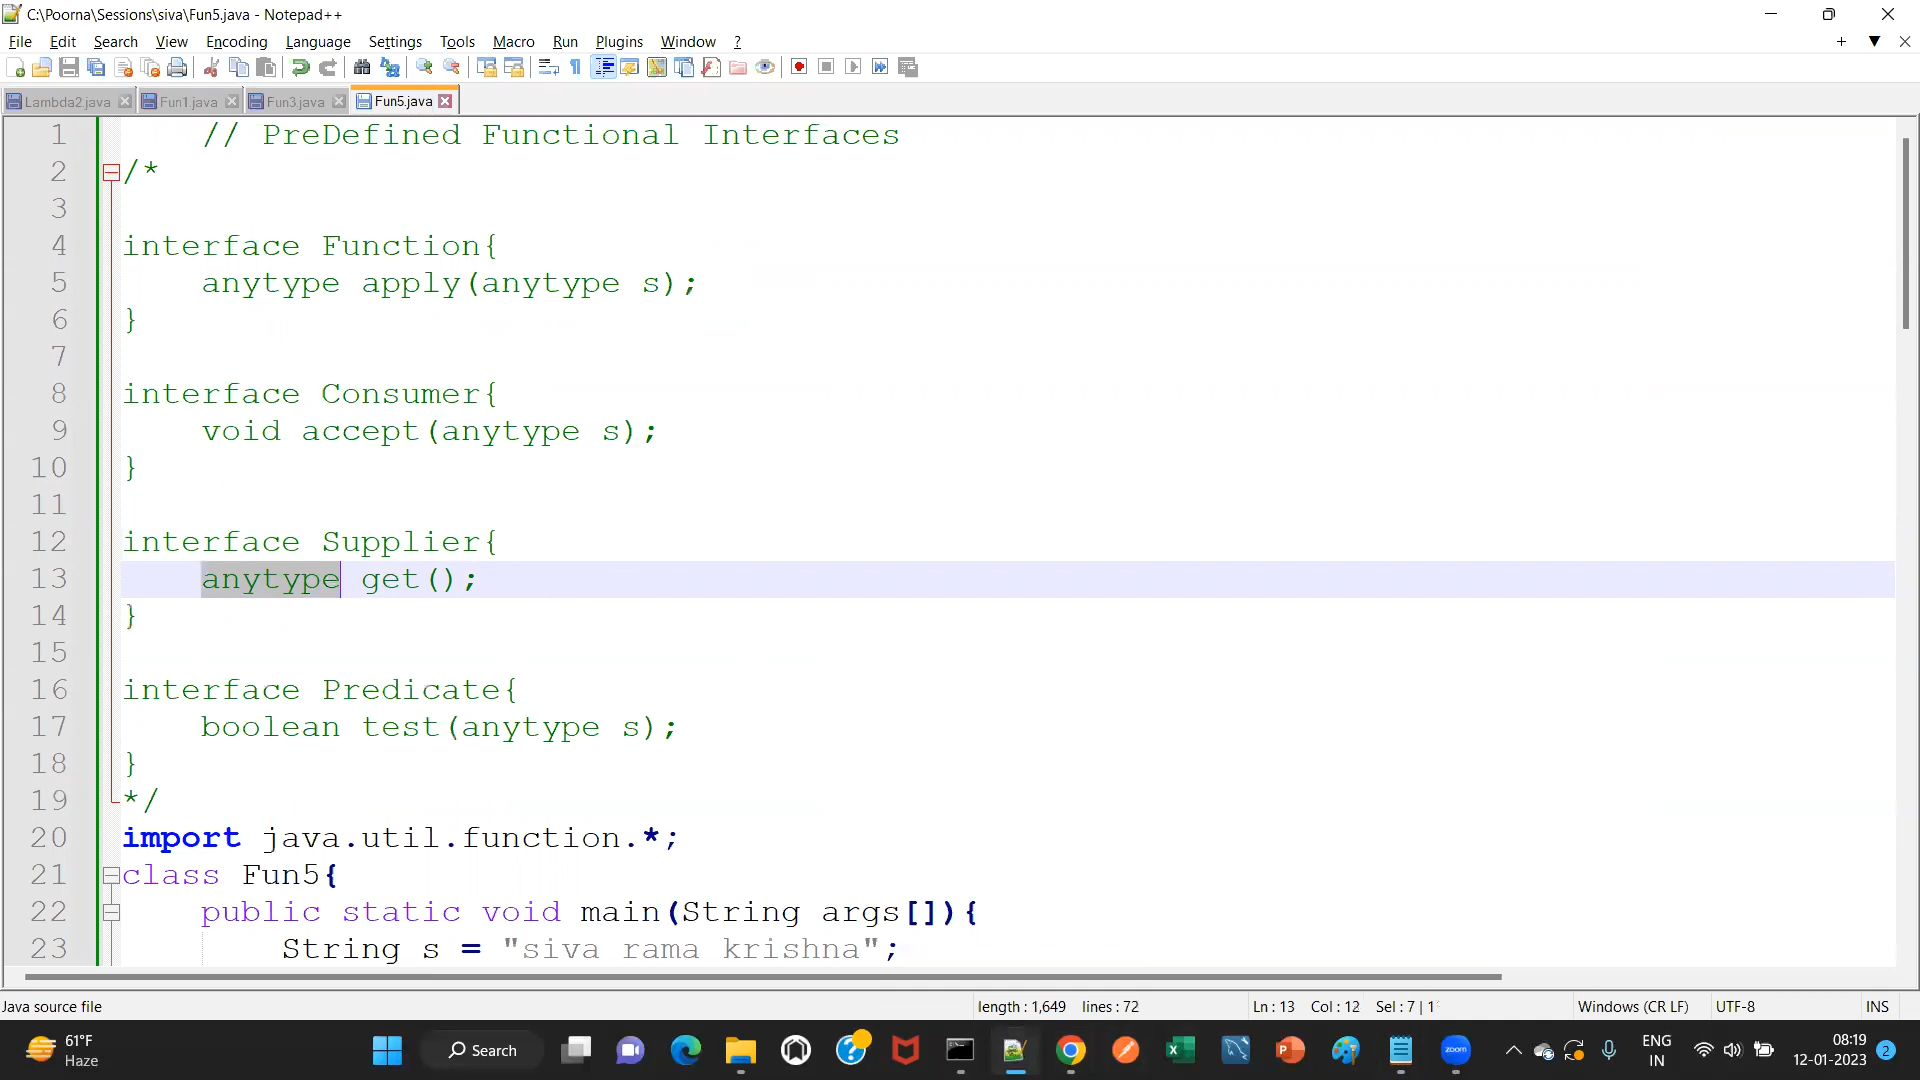 C:\Poorna\Sessions\siva\Fun5.java - Notepad++
File Edit Search View Encoding Language Settings Tools Macro Run Plugins Window ?
Lambda2.java Fun1.java Fun3.java Fun5.java
1 // PreDefined Functional Interfaces
2 /*
3
4 interface Function{
5 anytype apply(anytype s);
6 }
7
8 interface Consumer{
9 void accept(anytype s);
10 }
11
12 interface Supplier{
13 anytype get();
14 }
15
16 interface Predicate{
17 boolean test(anytype s);
18 }
19 */
20 import java.util.function.*;
21 class Fun5{
22 public static void main(String args[]){
23 String s = "siva rama krishna";
Java source file length : 1,649 lines : 72 Ln : 13 Col : 12 Sel : 7 | 1 Windows (CR LF) UTF-8 INS
61°F
Haze
Search
zoom
ENG
IN
08:19
12-01-2023
2